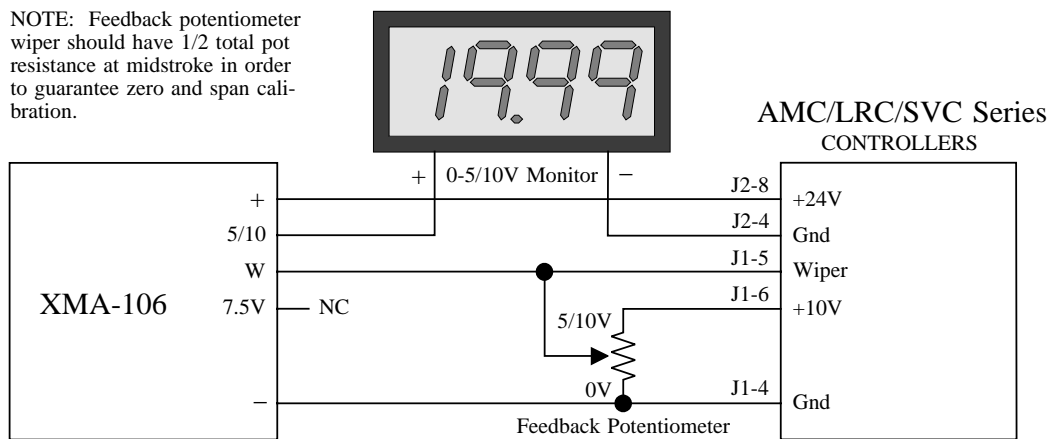 NOTE: Feedback potentiometer
wiper should have 1/2 total pot
resistance at midstroke in order
to guarantee zero and span cali-
bration.
19.99
AMC/LRC/SVC Series
CONTROLLERS
+ 0-5/10V Monitor −
XMA-106
+
5/10
W
7.5V
NC
−
J2-8
+24V
J2-4
Gnd
J1-5
Wiper
J1-6
+10V
5/10V
0V
J1-4
Gnd
Feedback Potentiometer